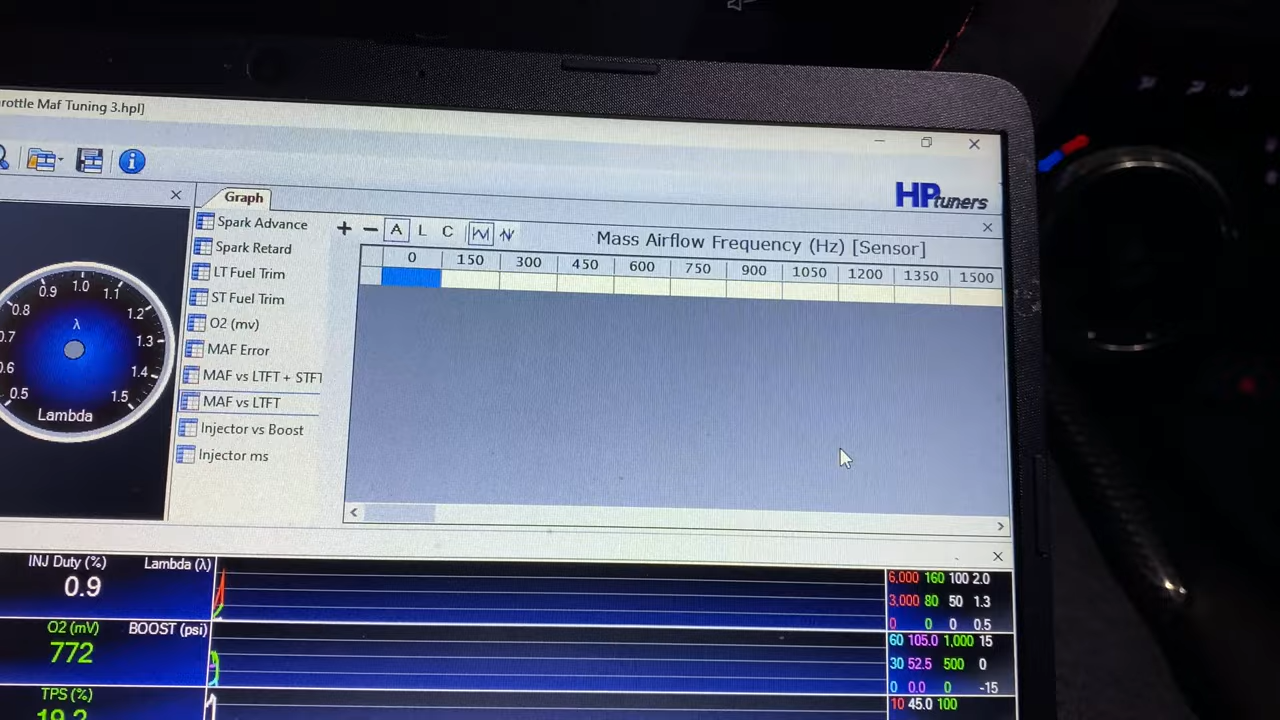 rottle Maf Tuning 3.hpl]
HPtuners
Graph
Spark Advance
Spark Retard
LT Fuel Trim
ST Fuel Trim
O2 (mv)
MAF Error
MAF vs LTFT + STFT
MAF vs LTFT
Injector vs Boost
Injector ms
A L C
Mass Airflow Frequency (Hz) [Sensor]
0 150 300 450 600 750 900 1050 1200 1350 1500
0.5 0.6 0.7 0.8 0.9 1.0 1.1 1.2 1.3 1.4 1.5
λ
Lambda
INJ Duty (%) Lambda (λ)
0.9
6,000 160 100 2.0
3,000 80 50 1.3
0 0 0 0.5
O2 (mV) BOOST (psi)
772
60 105.0 1,000 15
30 52.5 500 0
0 0.0 0 -15
TPS (%)
19.2
10 45.0 100